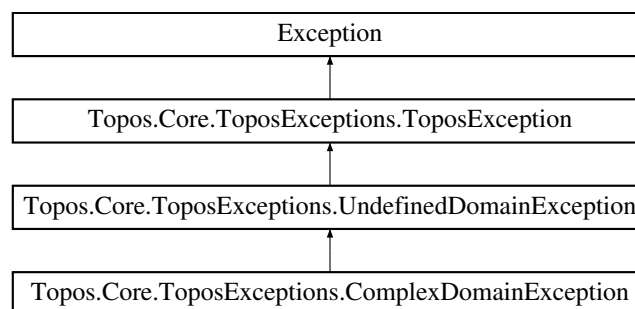 Exception
Topos.Core.ToposExceptions.ToposException
Topos.Core.ToposExceptions.UndefinedDomainException
Topos.Core.ToposExceptions.ComplexDomainException